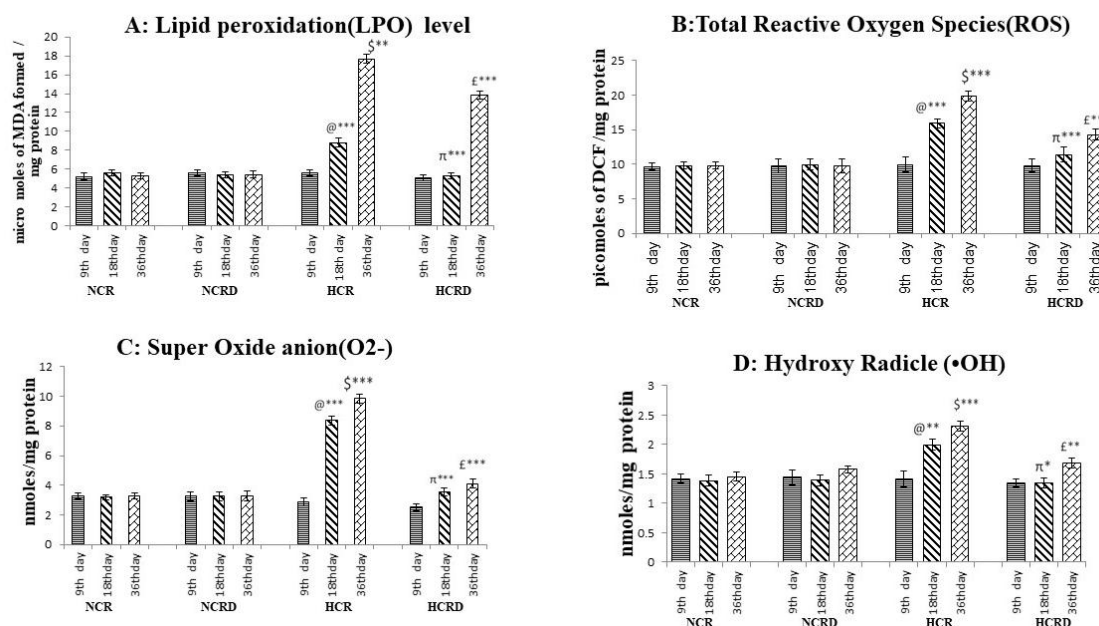 A: Lipid peroxidation(LPO) level
micro moles of MDA formed /
mg protein
20
18
16
14
12
10
8
6
4
2
0
@***
$**
π***
£***
9th day
18thday
36thday
9th day
18thday
36thday
9th day
18th day
36thday
9th day
18thday
36thday
NCR
NCRD
HCR
HCRD
B:Total Reactive Oxygen Species(ROS)
picomoles of DCF/mg protein
25
20
15
10
5
0
@***
$***
π***
£**
9th day
18thday
36thday
9th day
18thday
36thday
9th day
18thday
36thday
9th day
18thday
36thday
NCR
NCRD
HCR
HCRD
C: Super Oxide anion(O2-)
nmoles/mg protein
12
10
8
6
4
2
0
@***
$***
π***
£***
9th day
18thday
36thday
9th day
18thday
36thday
9th day
18thday
36thday
9th day
18thday
36thday
NCR
NCRD
HCR
HCRD
D: Hydroxy Radicle (•OH)
nmoles/mg protein
3
2.5
2
1.5
1
0.5
0
@**
$***
π*
£**
9th day
18thday
36thday
9th day
18thday
36thday
9th day
18thday
36thday
9th day
18thday
36thday
NCR
NCRD
HCR
HCRD